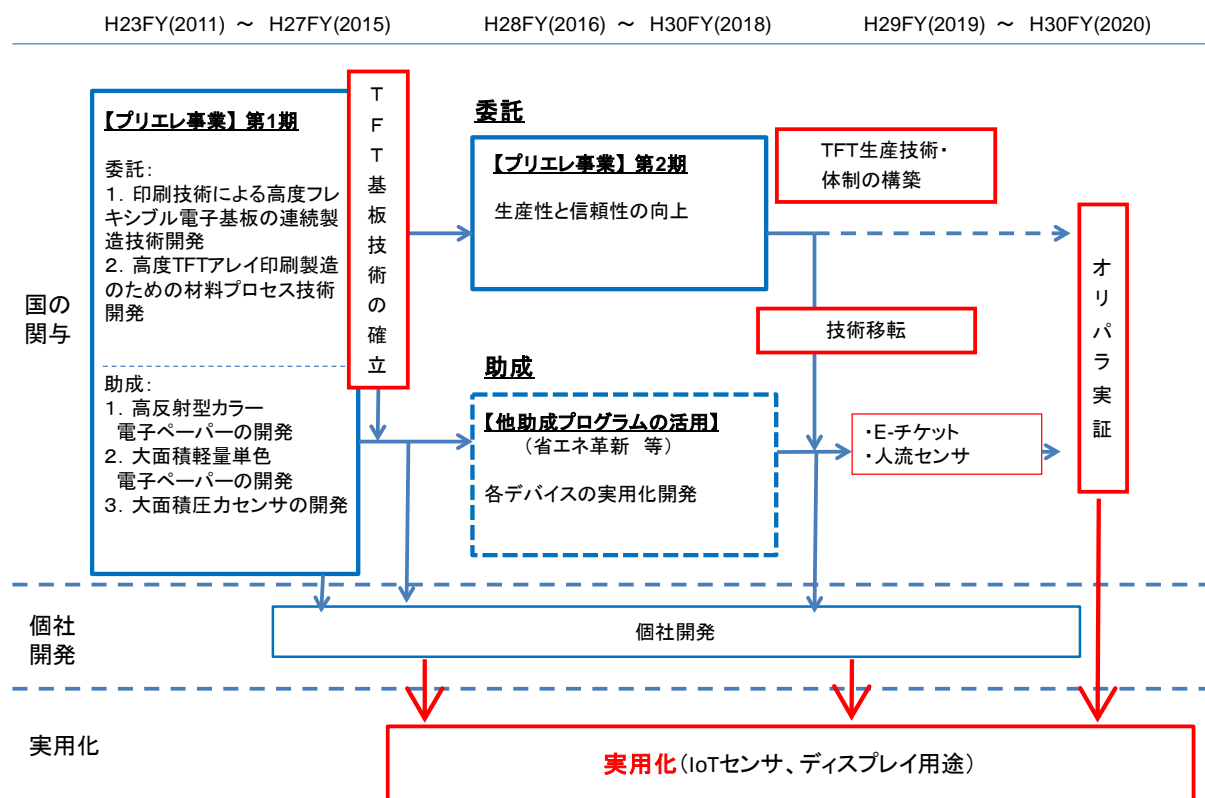 H23FY(2011) ～ H27FY(2015)
H28FY(2016) ～ H30FY(2018)
H29FY(2019) ～ H30FY(2020)
国の
関与
【プリエレ事業】 第1期
委託：
1．印刷技術による高度フレ
キシブル電子基板の連続製
造技術開発
2．高度TFTアレイ印刷製造
のための材料プロセス技術
開発
助成：
1．高反射型カラー
電子ペーパーの開発
2．大面積軽量単色
電子ペーパーの開発
3．大面積圧力センサの開発
TFT基板技術の確立
委託
【プリエレ事業】 第2期
生産性と信頼性の向上
助成
【他助成プログラムの活用】
（省エネ革新 等）
各デバイスの実用化開発
TFT生産技術・
体制の構築
技術移転
・E-チケット
・人流センサ
オリパラ実証
個社
開発
個社開発
実用化
実用化（IoTセンサ、ディスプレイ用途）